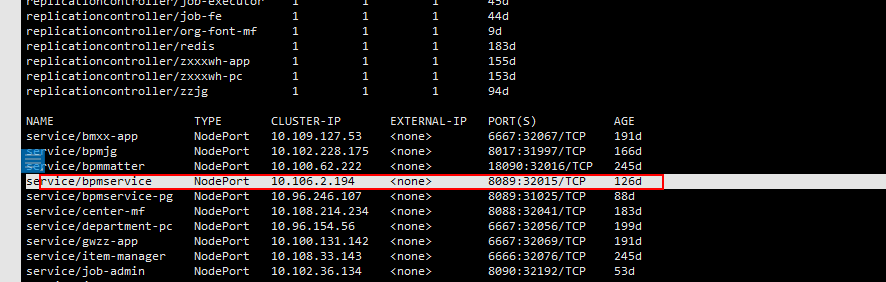 replicationcontroller/job-executor 1 1 1 45d
replicationcontroller/job-fe 1 1 1 44d
replicationcontroller/org-font-mf 1 1 1 9d
replicationcontroller/redis 1 1 1 183d
replicationcontroller/zxxxwh-app 1 1 1 155d
replicationcontroller/zxxxwh-pc 1 1 1 153d
replicationcontroller/zzjg 1 1 1 94d
NAME TYPE CLUSTER-IP EXTERNAL-IP PORT(S) AGE
service/bmxx-app NodePort 10.109.127.53 <none> 6667:32067/TCP 191d
service/bpmjg NodePort 10.102.228.175 <none> 8017:31997/TCP 166d
service/bpmmatter NodePort 10.100.62.222 <none> 18090:32016/TCP 245d
service/bpmservice NodePort 10.106.2.194 <none> 8089:32015/TCP 126d
service/bpmservice-pg NodePort 10.96.246.107 <none> 8089:31025/TCP 88d
service/center-mf NodePort 10.108.214.234 <none> 8088:32041/TCP 183d
service/department-pc NodePort 10.96.154.56 <none> 6667:32056/TCP 199d
service/gwzz-app NodePort 10.100.131.142 <none> 6667:32069/TCP 191d
service/item-manager NodePort 10.108.33.143 <none> 6666:32076/TCP 245d
service/job-admin NodePort 10.102.36.134 <none> 8090:32192/TCP 53d